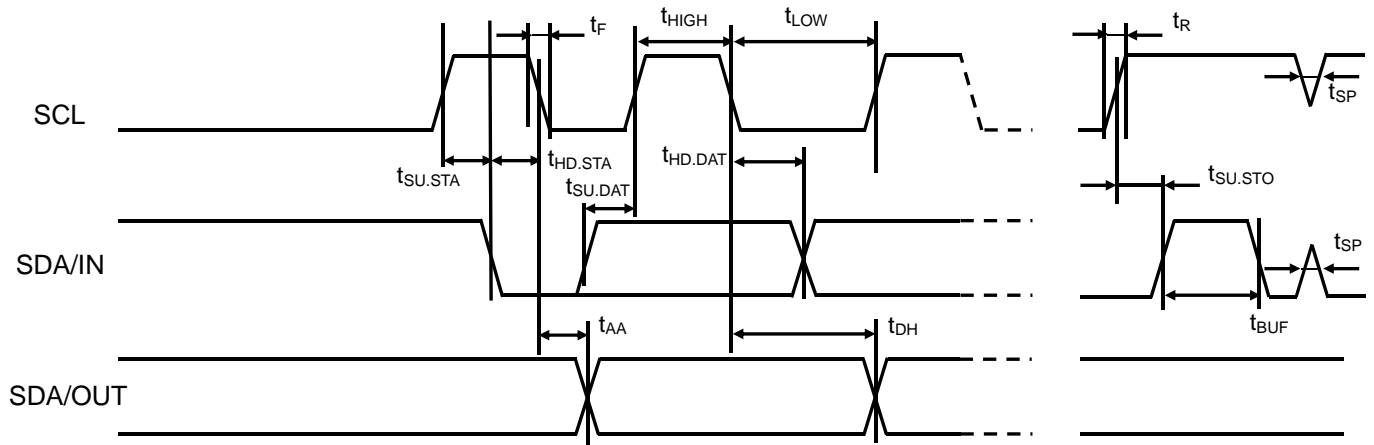 tF
tHIGH
tLOW
tR
SCL
tSP
tSU.STA
tHD.STA
tSU.DAT
tHD.DAT
tSU.STO
SDA/IN
tSP
tBUF
tAA
tDH
SDA/OUT